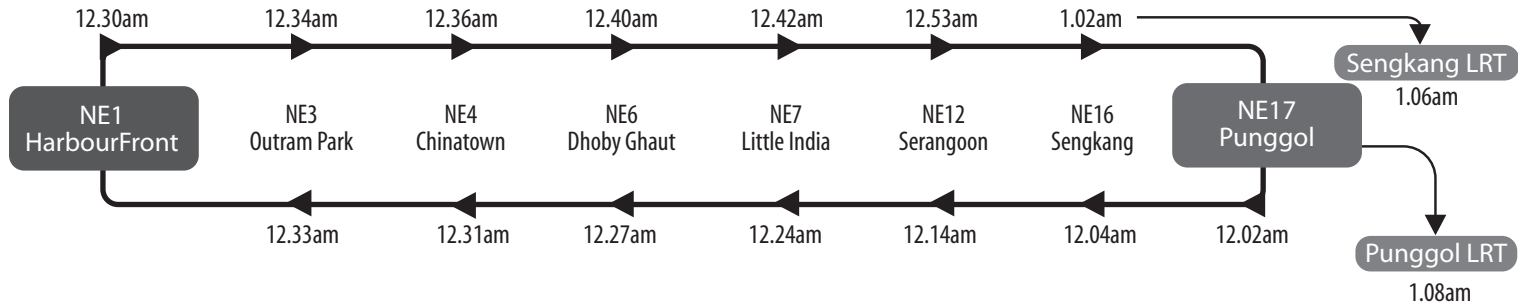 12.30am 12.34am 12.36am 12.40am 12.42am 12.53am 1.02am
Sengkang LRT
1.06am
NE1
HarbourFront
NE3
Outram Park
NE4
Chinatown
NE6
Dhoby Ghaut
NE7
Little India
NE12
Serangoon
NE16
Sengkang
NE17
Punggol
12.33am 12.31am 12.27am 12.24am 12.14am 12.04am 12.02am
Punggol LRT
1.08am